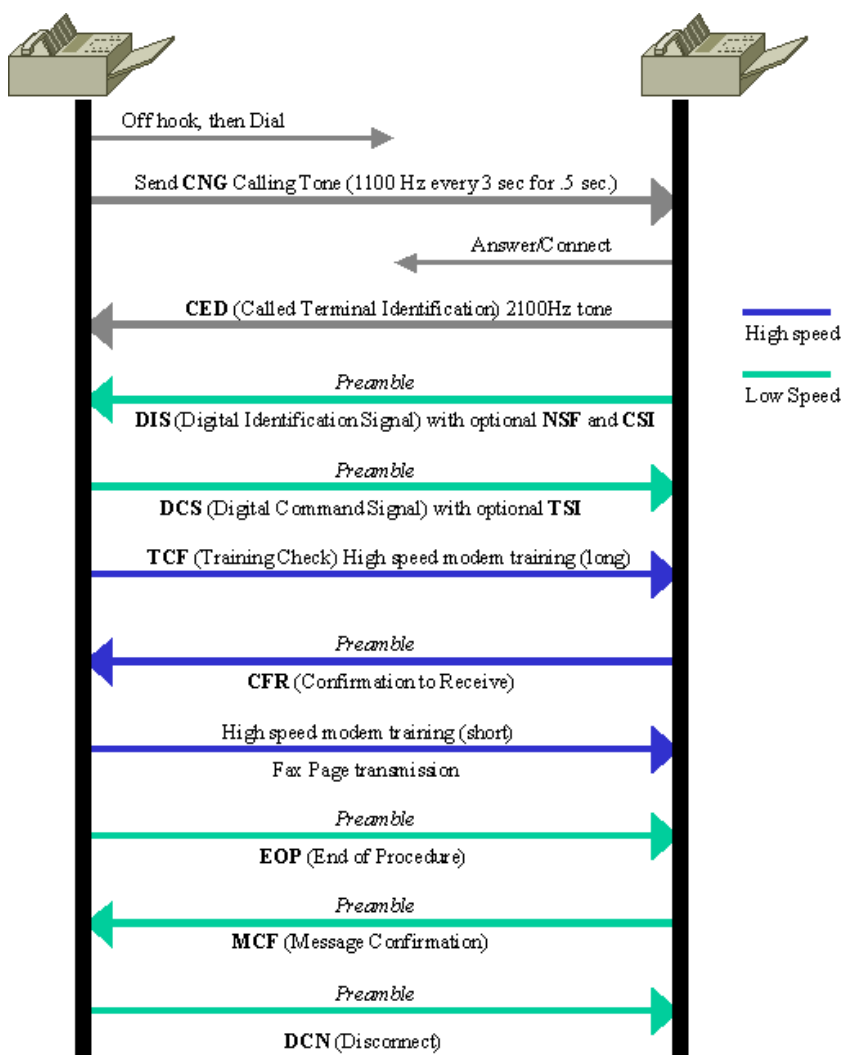 Off hook, then Dial
Send CNG Calling Tone (1100 Hz every 3 sec for .5 sec.)
Answer/Connect
CED (Called Terminal Identification) 2100Hz tone
High speed
Preamble
Low Speed
DIS (Digital Identification Signal) with optional NSF and CSI
Preamble
DCS (Digital Command Signal) with optional TSI
TCF (Training Check) High speed modem training (long)
Preamble
CFR (Confirmation to Receive)
High speed modem training (short)
Fax Page transmission
Preamble
EOP (End of Procedure)
Preamble
MCF (Message Confirmation)
Preamble
DCN (Disconnect)